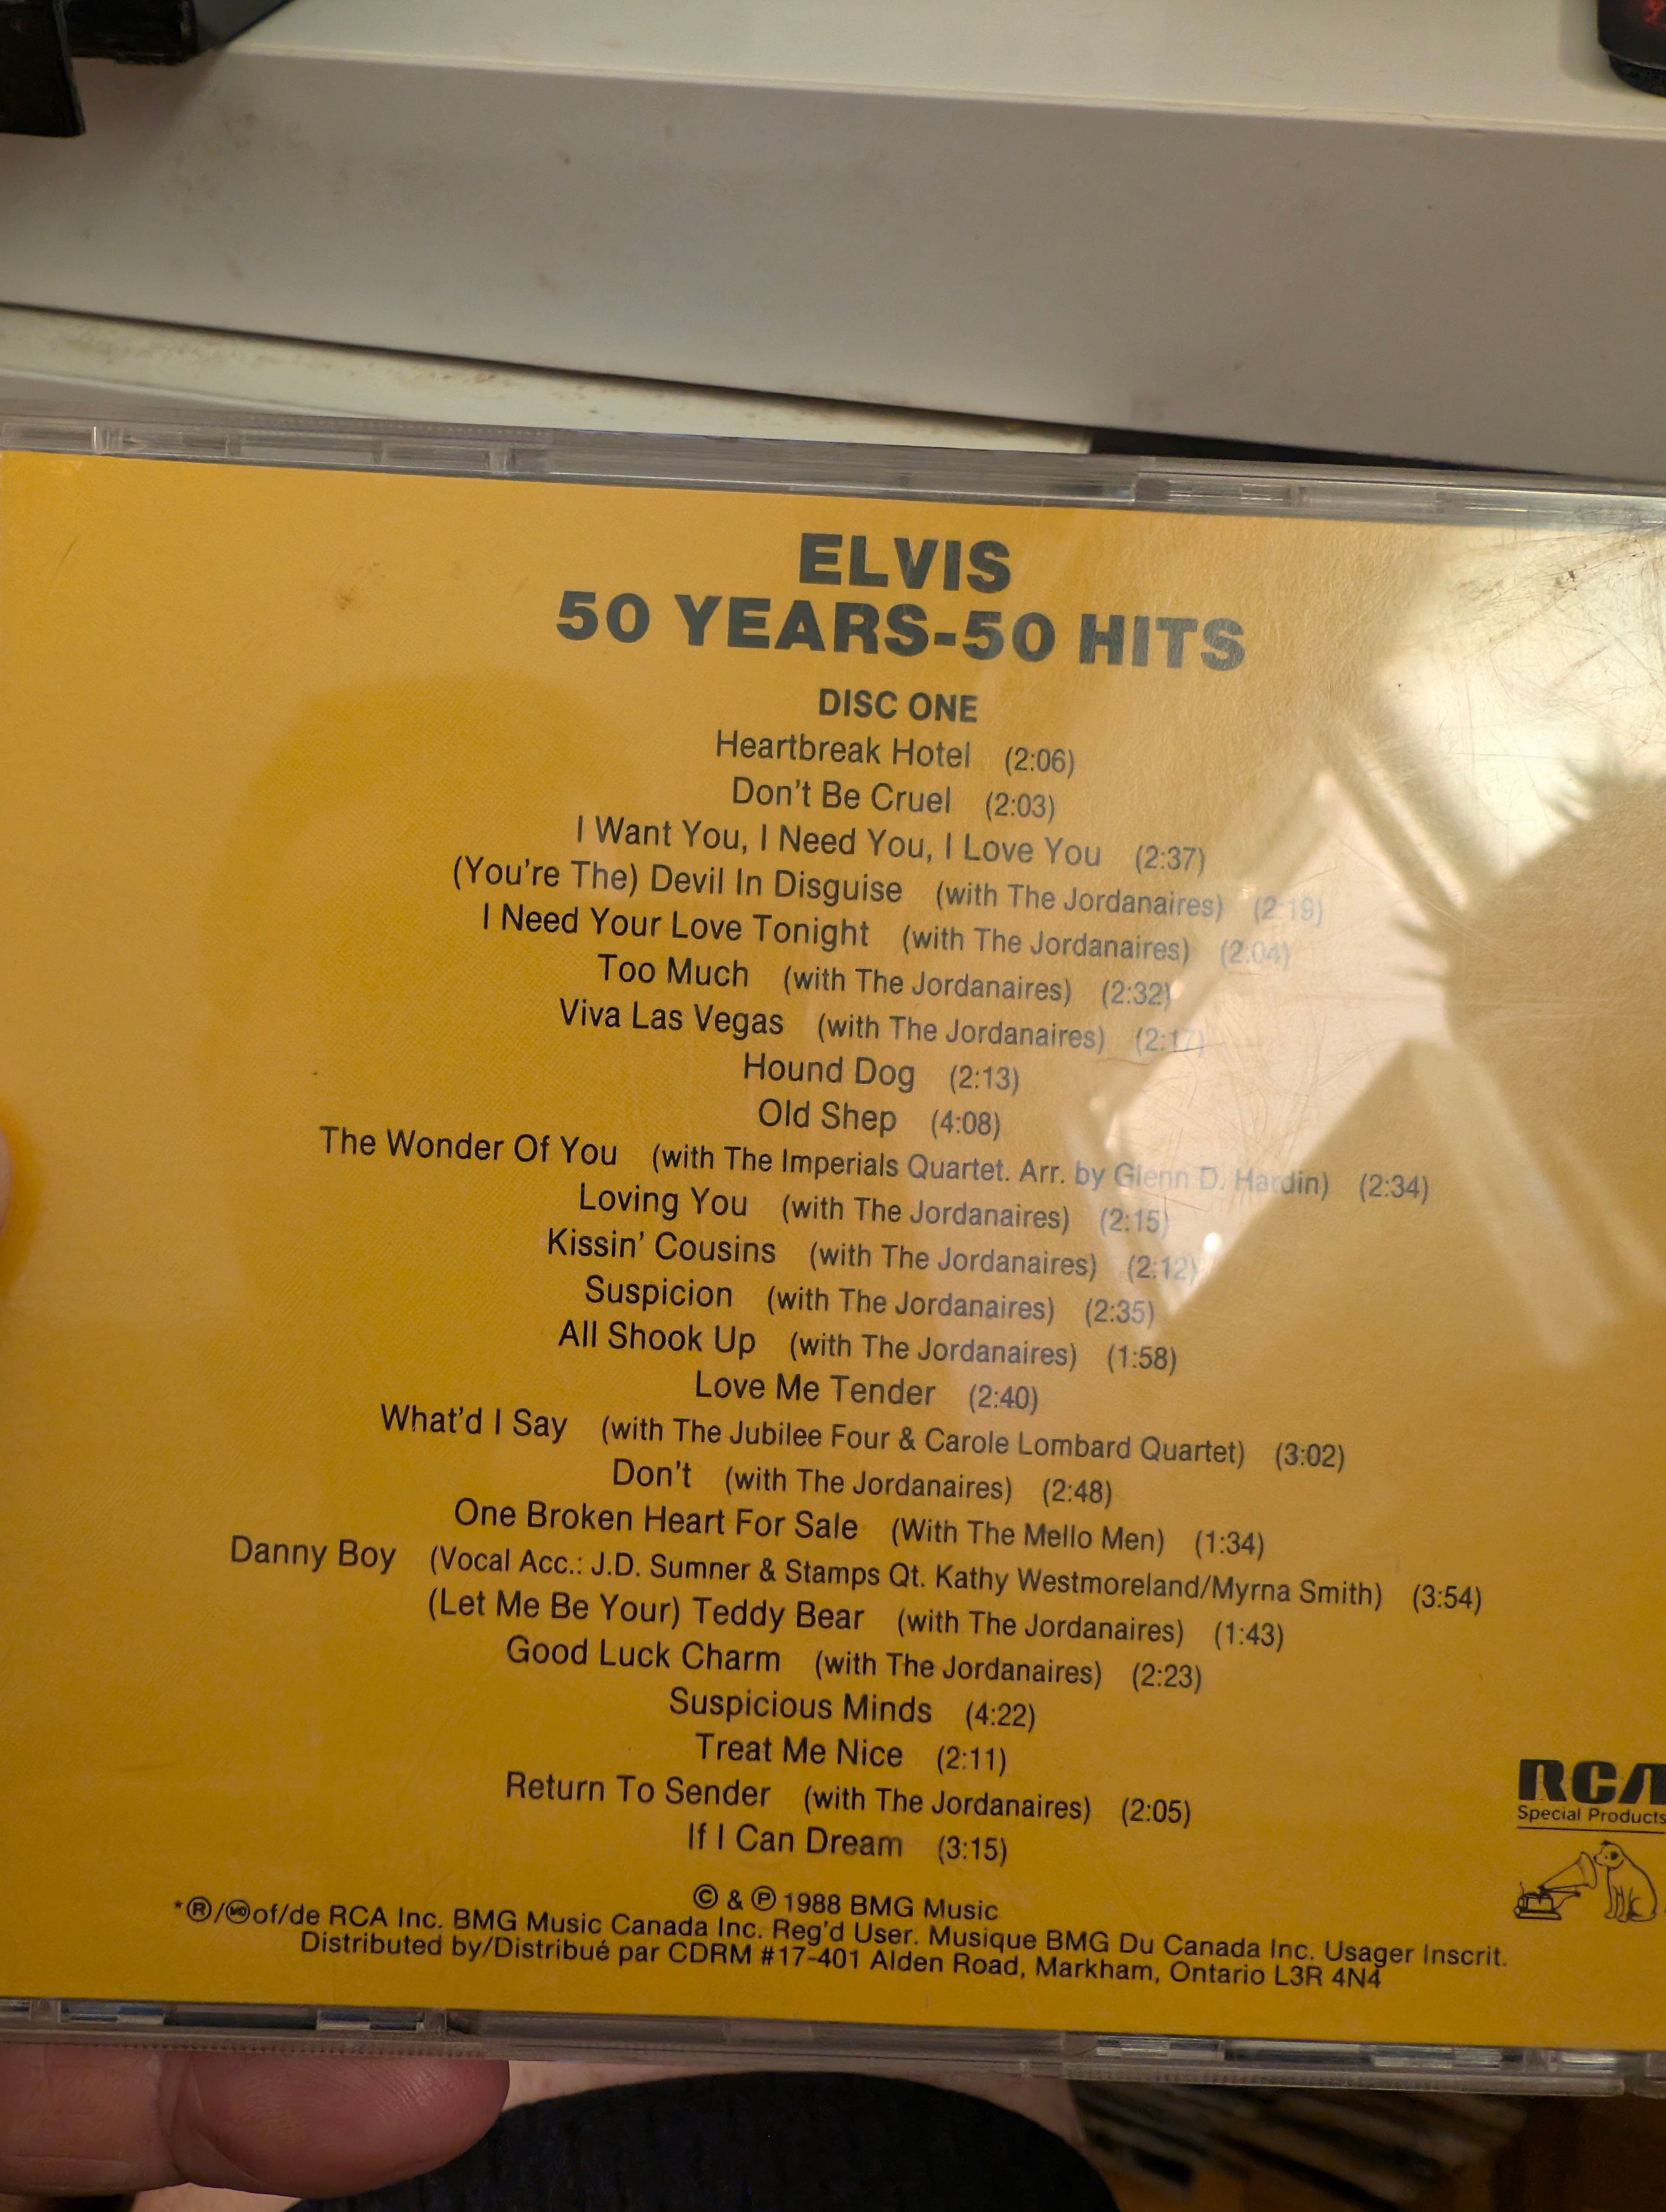 ELVIS
50 YEARS-50 HITS
DISC ONE
Heartbreak Hotel (2:06)
Don't Be Cruel (2:03)
I Want You, I Need You, I Love You (2:37)
(You're The) Devil In Disguise (with The Jordanaires) (2:19)
I Need Your Love Tonight (with The Jordanaires) (2:04)
Too Much (with The Jordanaires) (2:32)
Viva Las Vegas (with The Jordanaires) (2:17)
Hound Dog (2:13)
Old Shep (4:08)
The Wonder Of You (with The Imperials Quartet. Arr. by Glenn D. Hardin) (2:34)
Loving You (with The Jordanaires) (2:15)
Kissin' Cousins (with The Jordanaires) (2:12)
Suspicion (with The Jordanaires) (2:35)
All Shook Up (with The Jordanaires) (1:58)
Love Me Tender (2:40)
What'd I Say (with The Jubilee Four & Carole Lombard Quartet) (3:02)
Don't (with The Jordanaires) (2:48)
One Broken Heart For Sale (With The Mello Men) (1:34)
Danny Boy (Vocal Acc.: J.D. Sumner & Stamps Qt. Kathy Westmoreland/Myrna Smith) (3:54)
(Let Me Be Your) Teddy Bear (with The Jordanaires) (1:43)
Good Luck Charm (with The Jordanaires) (2:23)
Suspicious Minds (4:22)
Treat Me Nice (2:11)
Return To Sender (with The Jordanaires) (2:05)
If I Can Dream (3:15)
RCA
Special Products
© & ℗ 1988 BMG Music
*®/of/de RCA Inc. BMG Music Canada Inc. Reg'd User. Musique BMG Du Canada Inc. Usager Inscrit.
Distributed by/Distribué par CDRM #17-401 Alden Road, Markham, Ontario L3R 4N4